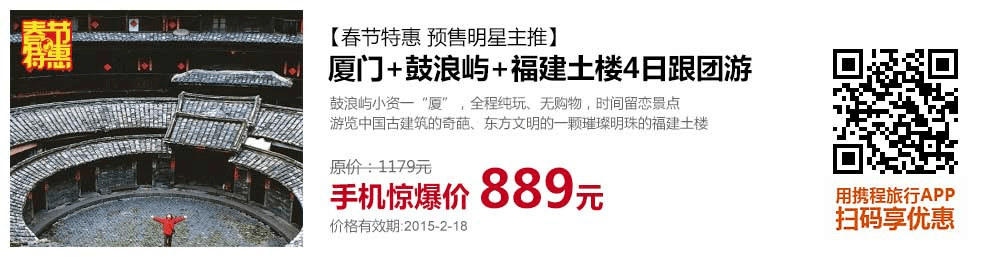 春节
特惠
【春节特惠 预售明星主推】
厦门+鼓浪屿+福建土楼4日跟团游
鼓浪屿小资一“厦”，全程纯玩、无购物，时间留恋景点
游览中国古建筑的奇葩、东方文明的一颗璀璨明珠的福建土楼
原价：1179元
手机惊爆价 889元
价格有效期:2015-2-18
用携程旅行APP
扫码享优惠